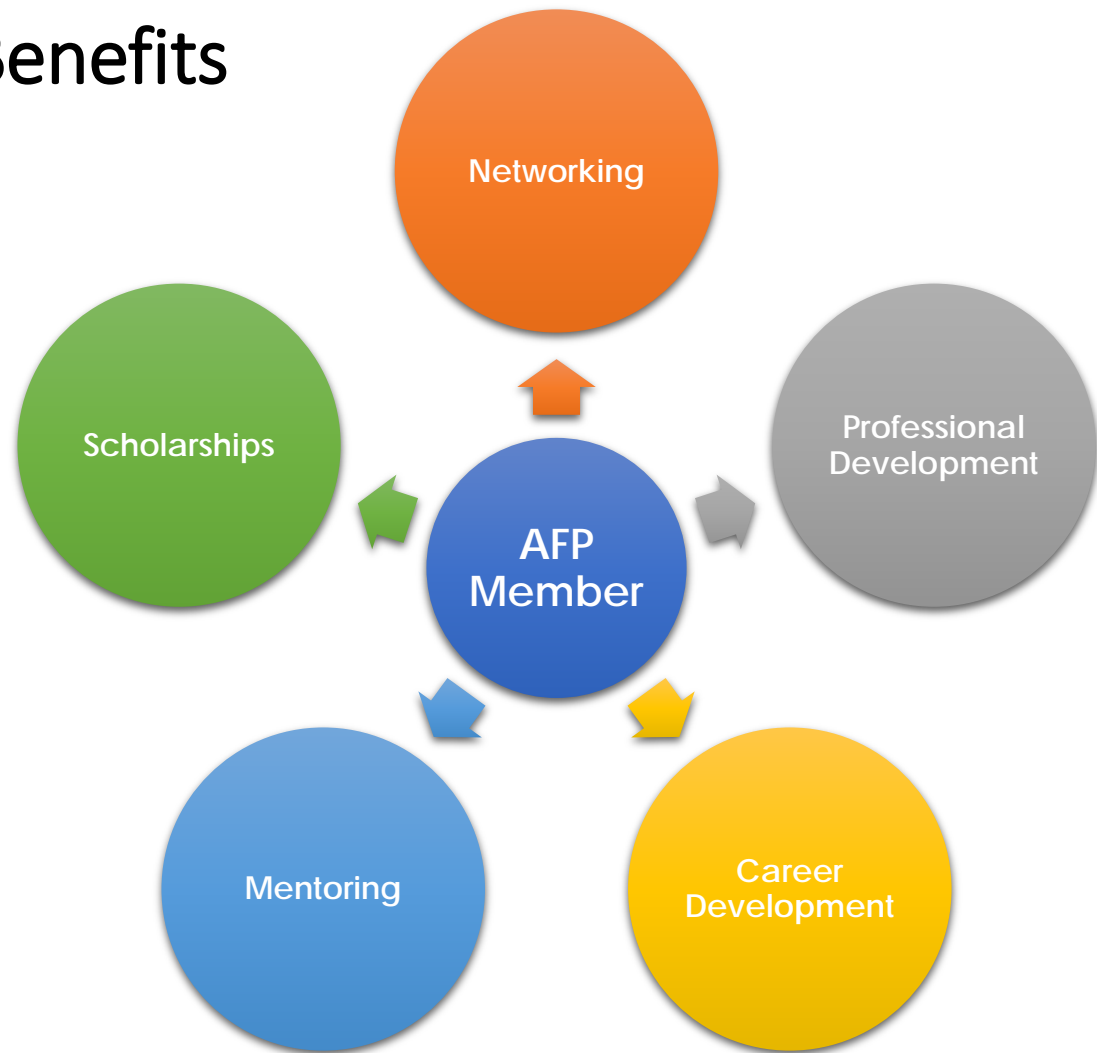 Benefits
Networking
Scholarships
Professional
Development
AFP
Member
Mentoring
Career
Development